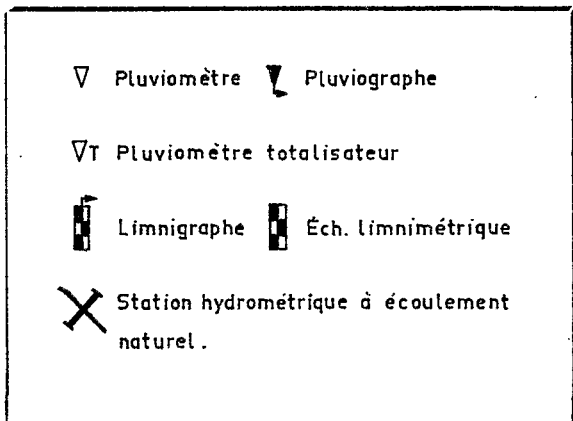 Pluviomètre Pluviographe
T Pluviomètre totalisateur
Limnigraphe Éch. limnimétrique
Station hydrométrique à écoulement
naturel.